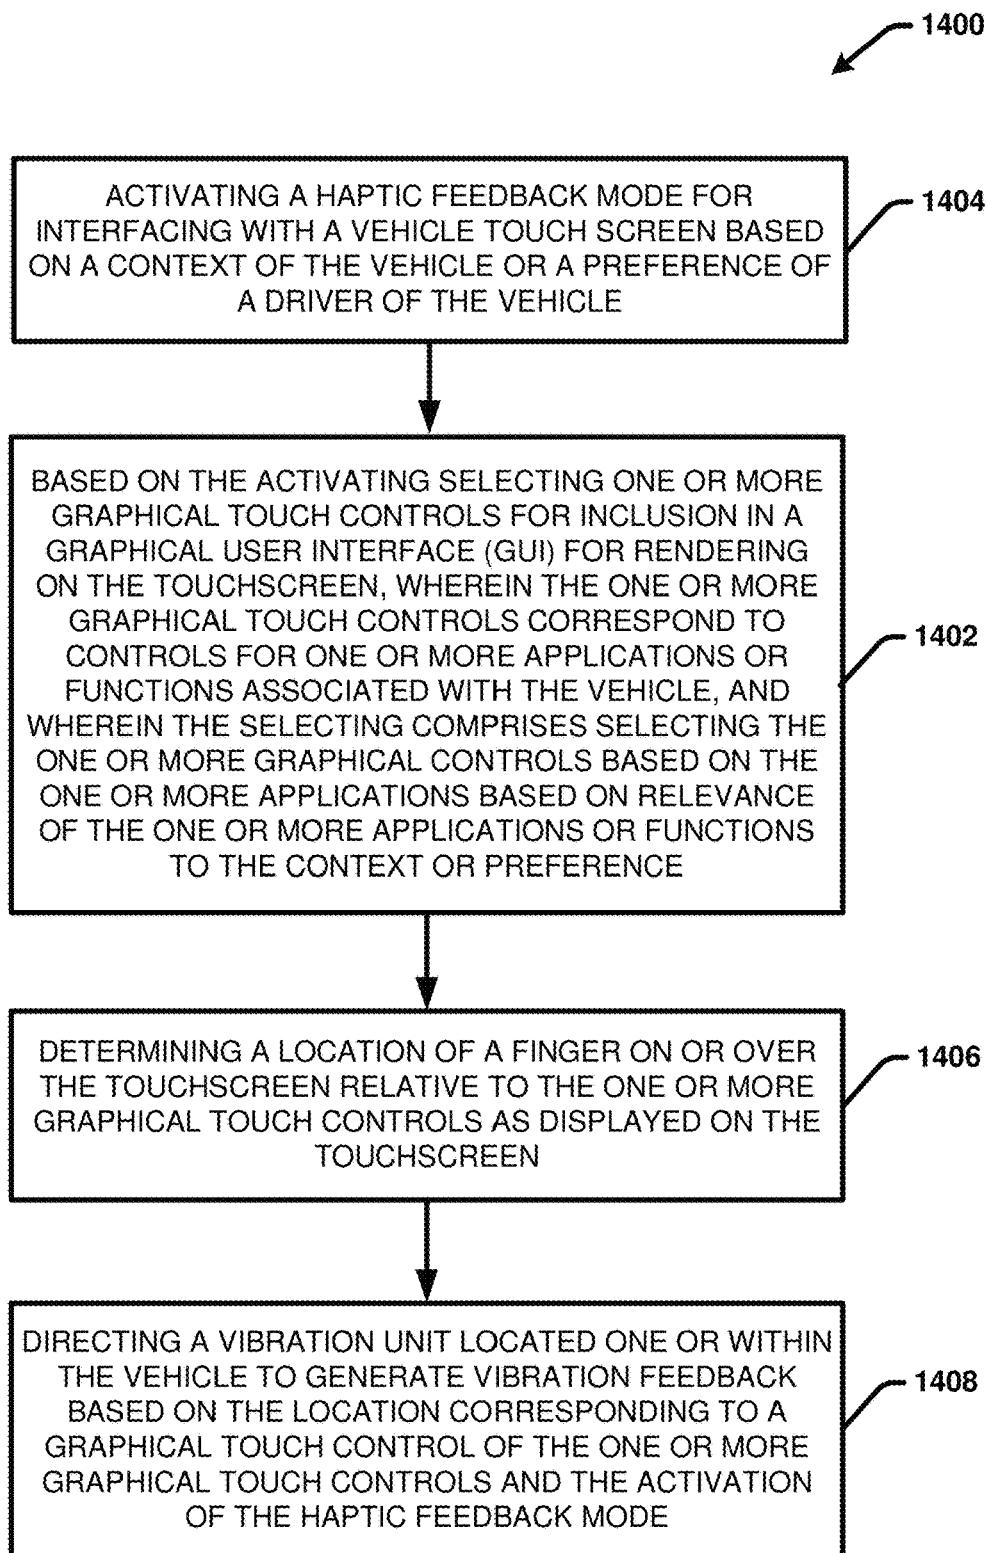 1400
ACTIVATING A HAPTIC FEEDBACK MODE FOR
INTERFACING WITH A VEHICLE TOUCH SCREEN BASED
ON A CONTEXT OF THE VEHICLE OR A PREFERENCE OF
A DRIVER OF THE VEHICLE
1404
BASED ON THE ACTIVATING SELECTING ONE OR MORE
GRAPHICAL TOUCH CONTROLS FOR INCLUSION IN A
GRAPHICAL USER INTERFACE (GUI) FOR RENDERING
ON THE TOUCHSCREEN, WHEREIN THE ONE OR MORE
GRAPHICAL TOUCH CONTROLS CORRESPOND TO
CONTROLS FOR ONE OR MORE APPLICATIONS OR
FUNCTIONS ASSOCIATED WITH THE VEHICLE, AND
WHEREIN THE SELECTING COMPRISES SELECTING THE
ONE OR MORE GRAPHICAL CONTROLS BASED ON THE
ONE OR MORE APPLICATIONS BASED ON RELEVANCE
OF THE ONE OR MORE APPLICATIONS OR FUNCTIONS
TO THE CONTEXT OR PREFERENCE
1402
DETERMINING A LOCATION OF A FINGER ON OR OVER
THE TOUCHSCREEN RELATIVE TO THE ONE OR MORE
GRAPHICAL TOUCH CONTROLS AS DISPLAYED ON THE
TOUCHSCREEN
1406
DIRECTING A VIBRATION UNIT LOCATED ONE OR WITHIN
THE VEHICLE TO GENERATE VIBRATION FEEDBACK
BASED ON THE LOCATION CORRESPONDING TO A
GRAPHICAL TOUCH CONTROL OF THE ONE OR MORE
GRAPHICAL TOUCH CONTROLS AND THE ACTIVATION
OF THE HAPTIC FEEDBACK MODE
1408